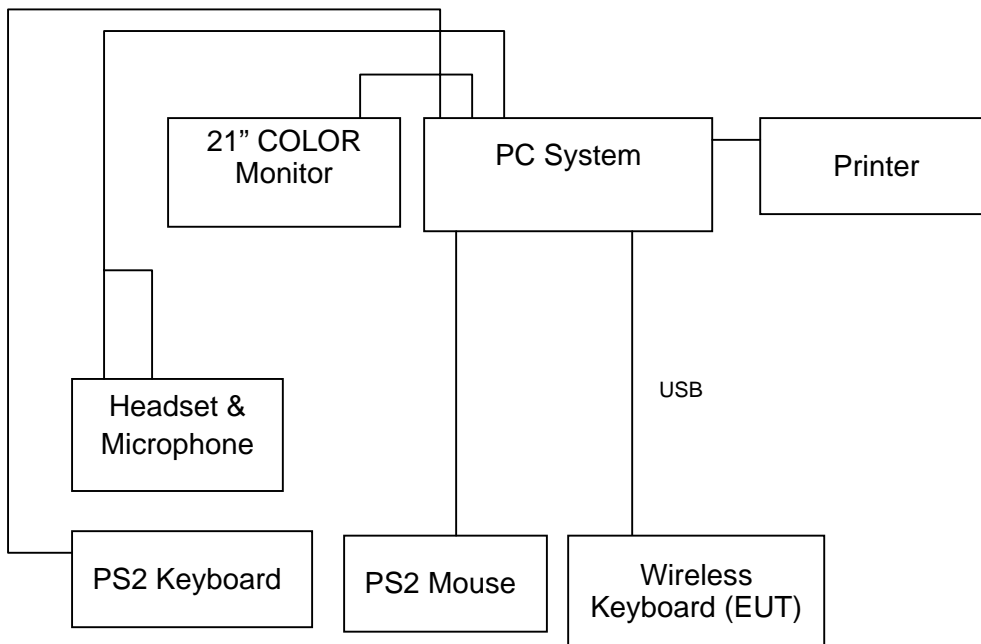 21” COLOR
Monitor
PC System
Printer
Headset &
Microphone
USB
PS2 Keyboard
PS2 Mouse
Wireless
Keyboard (EUT)